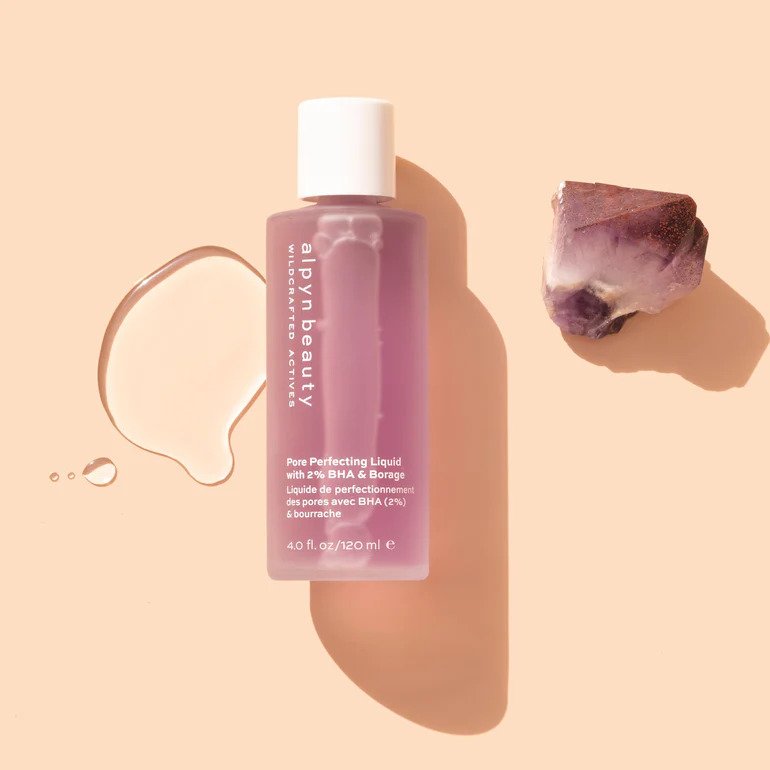 alpyn beauty
WILDCRAFTED ACTIVES
Pore Perfecting Liquid
with 2% BHA & Borage
Liquide de perfectionnement
des pores avec BHA (2%)
& bourrache
4.0 fl. oz/120 ml ℮